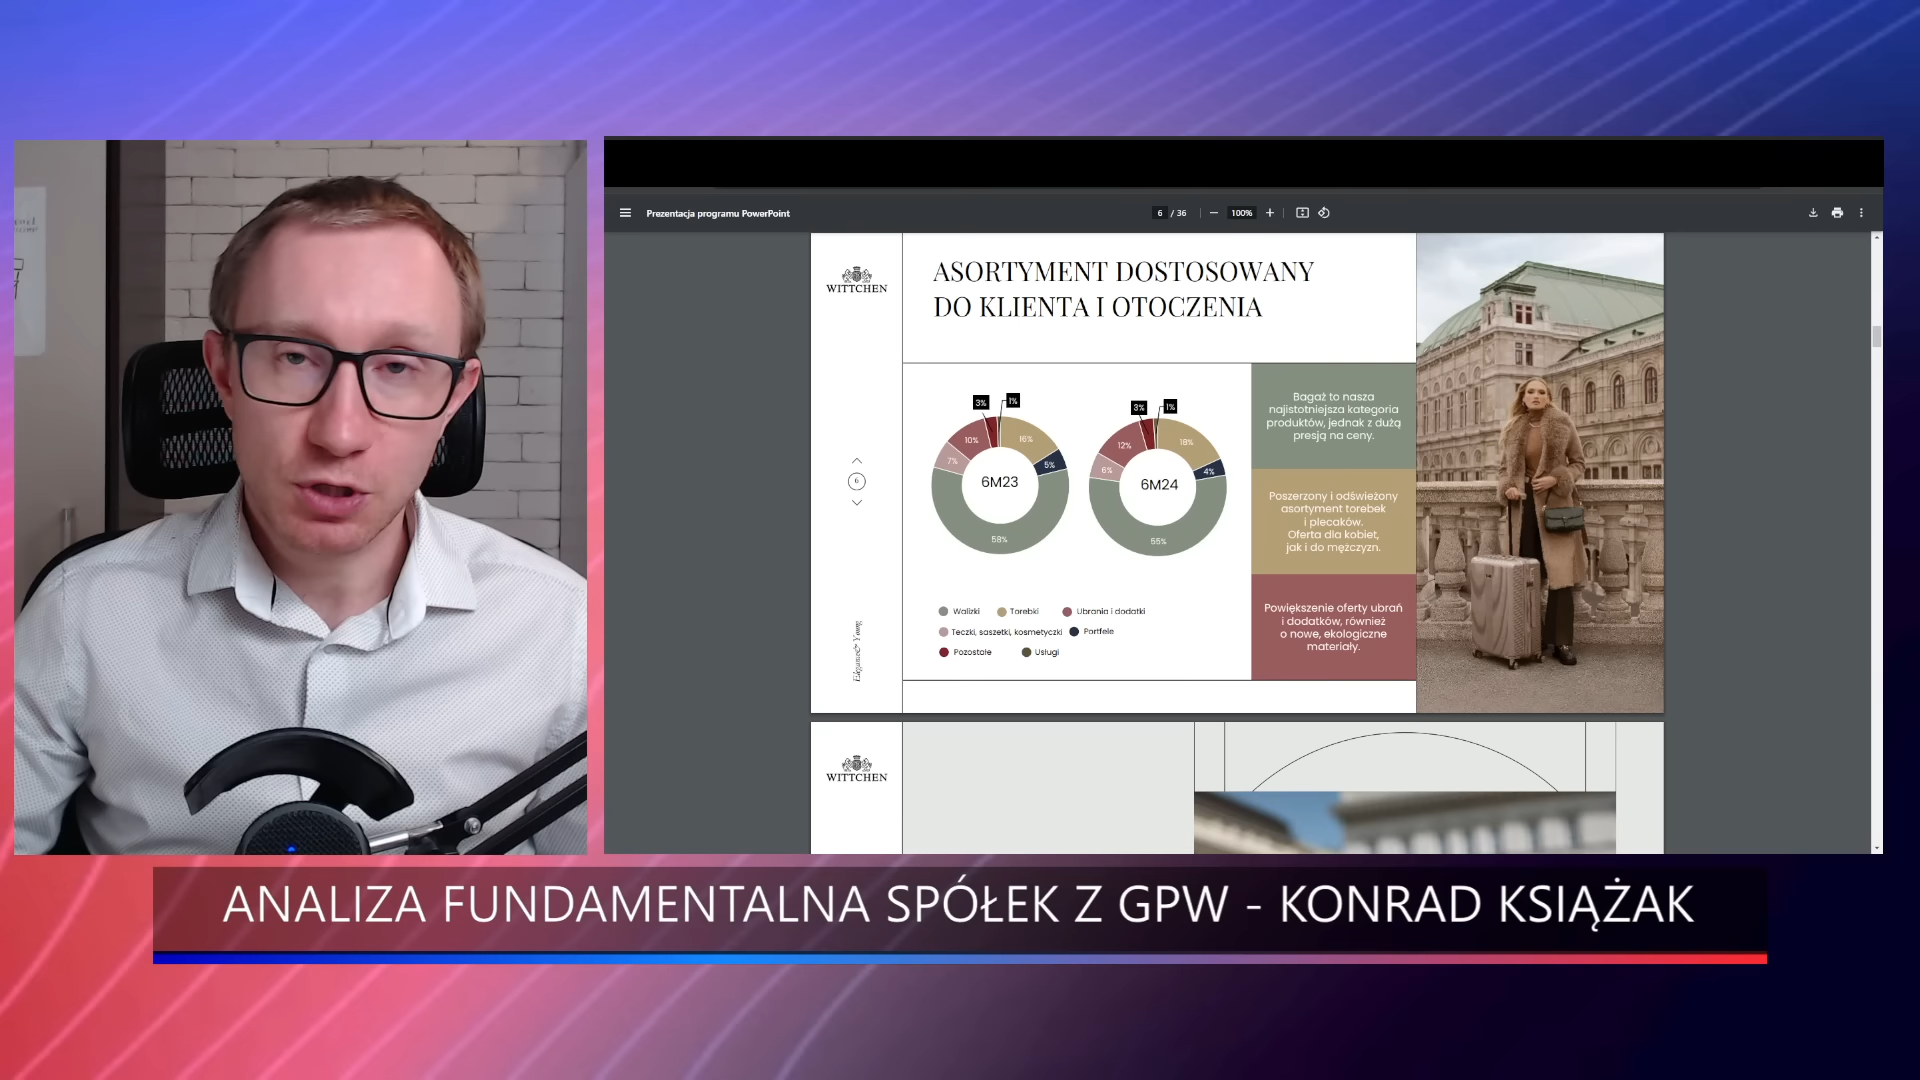 Prezentacja programu PowerPoint
6 / 36
100%
WITTCHEN
ASORTYMENT DOSTOSOWANY
DO KLIENTA I OTOCZENIA
3%
1%
10%
16%
7%
5%
6M23
58%
3%
1%
12%
18%
6%
4%
6M24
55%
Walizki
Torebki
Ubrania i dodatki
Teczki, saszetki, kosmetyczki
Portfele
Pozostałe
Usługi
Bagaż to nasza
najistotniejsza kategoria
produktów, jednak z dużą
presją na ceny.
Poszerzony i odświeżony
asortyment torebek
i plecaków.
Oferta dla kobiet,
jak i do mężczyzn.
Powiększenie oferty ubrań
i dodatków, również
o nowe, ekologiczne
materiały.
6
WITTCHEN
ANALIZA FUNDAMENTALNA SPÓŁEK Z GPW - KONRAD KSIĄŻAK